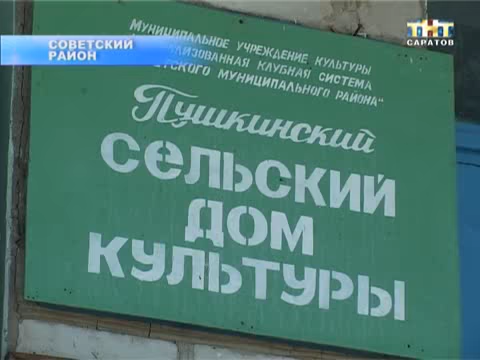 СОВЕТСКИЙ
РАЙОН
ТНТ
САРАТОВ
МУНИЦИПАЛЬНОЕ УЧРЕЖДЕНИЕ КУЛЬТУРЫ
КЛУБНАЯ СИСТЕМА
МУНИЦИПАЛЬНОГО РАЙОНА"
Пушкинский
СЕЛЬСКИЙ
ДОМ
КУЛЬТУРЫ